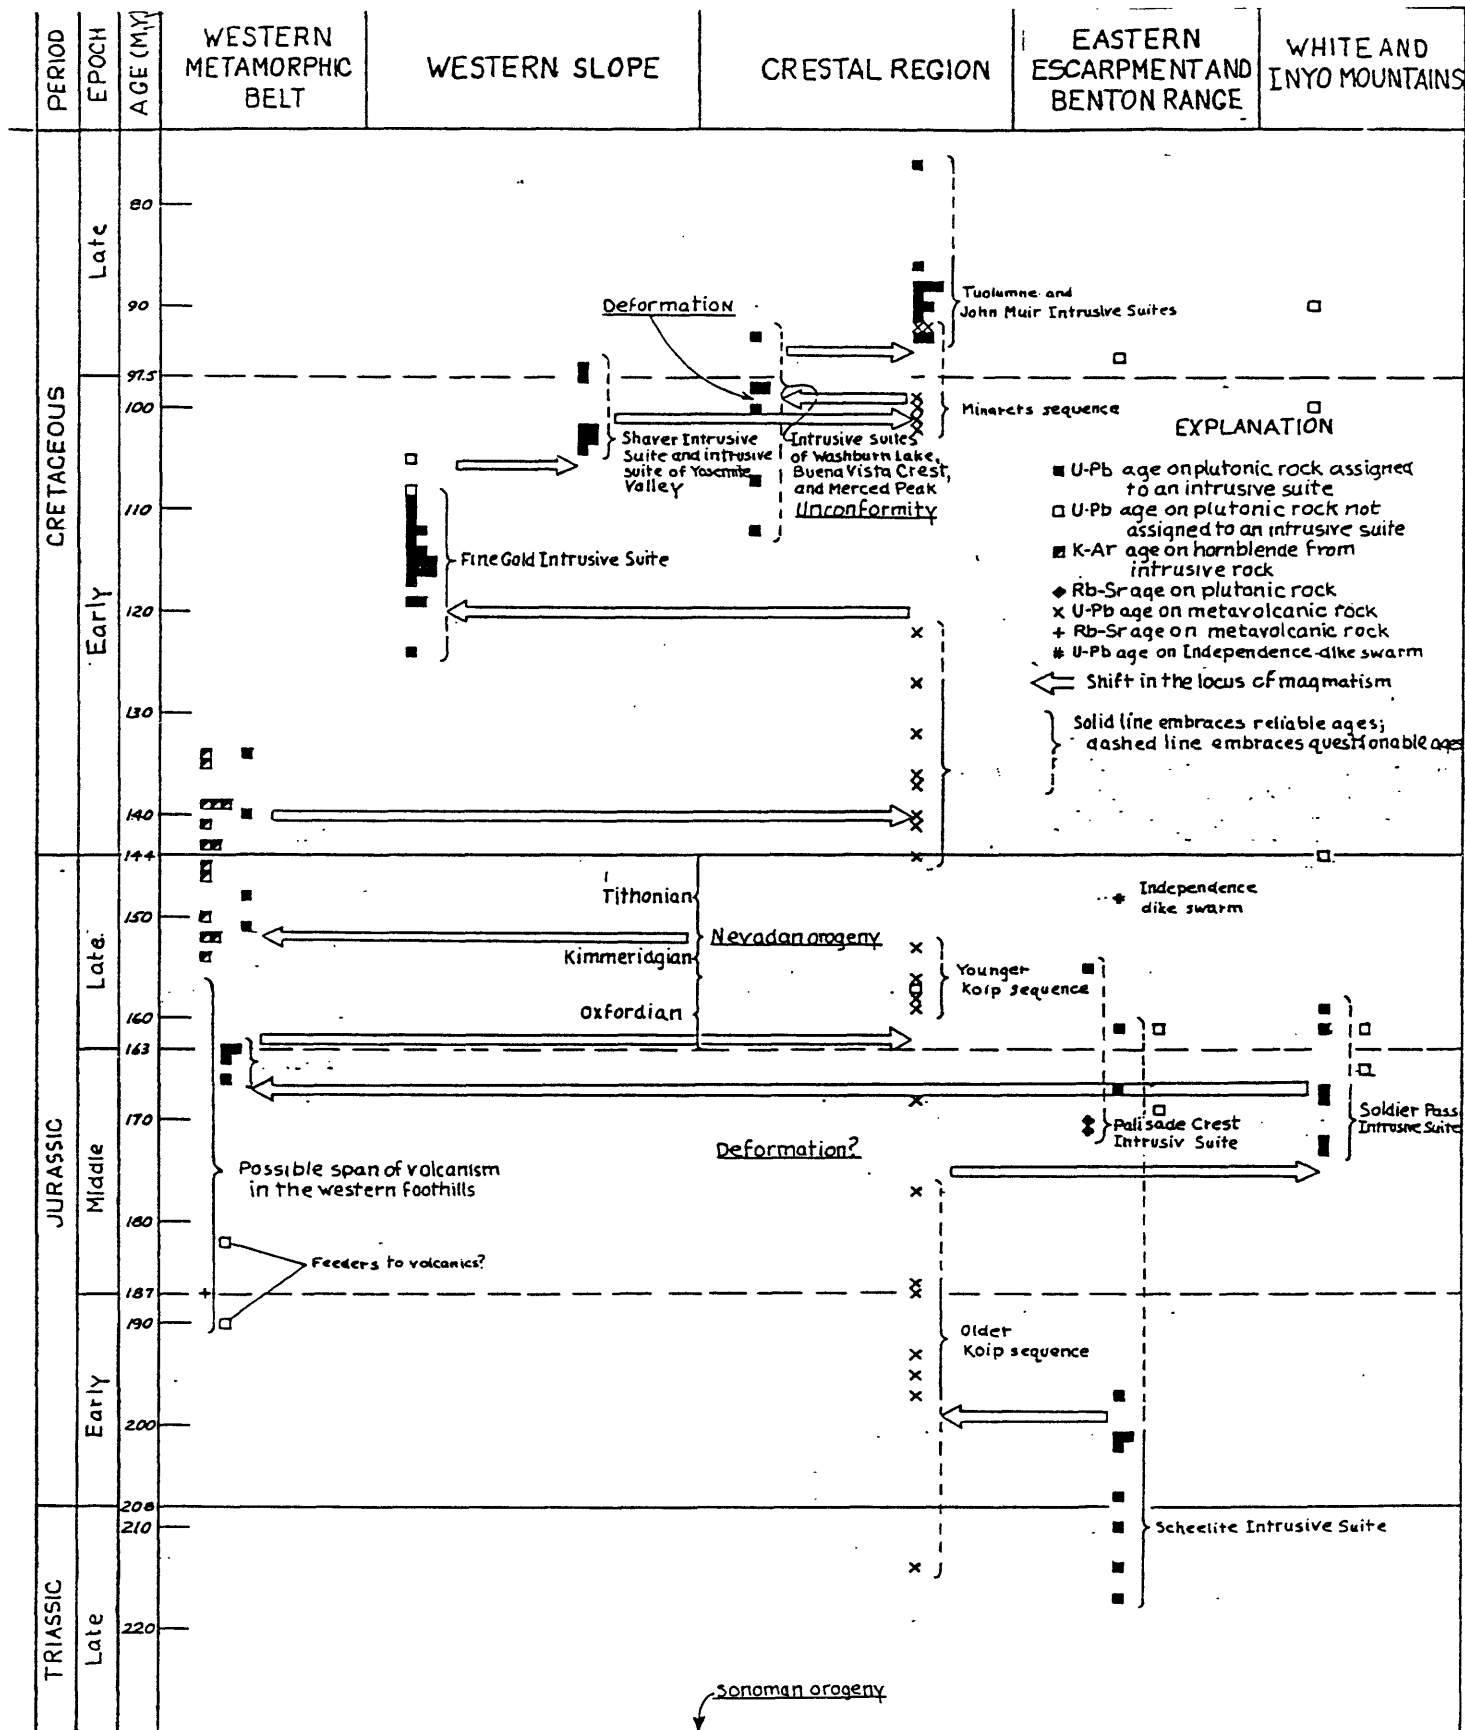 PERIOD
EPOCH
AGE (M.Y.)
WESTERN
METAMORPHIC
BELT
WESTERN SLOPE
CRESTAL REGION
EASTERN
ESCARPMENT AND
BENTON RANGE
WHITE AND
INYO MOUNTAINS
CRETACEOUS
JURASSIC
TRIASSIC
Late
Early
Late
Middle
Early
Late
80
90
97.5
100
110
120
130
140
144
150
160
163
170
180
187
190
200
208
210
220
Deformation
Tuolumne and
John Muir Intrusive Suites
Minarets sequence
Shaver Intrusive
Suite and intrusive
suite of Yosemite
Valley
Intrusive Suites
of Washburn Lake,
Buena Vista Crest,
and Merced Peak
Unconformity
Fine Gold Intrusive Suite
EXPLANATION
U-Pb age on plutonic rock assigned
to an intrusive suite
U-Pb age on plutonic rock not
assigned to an intrusive suite
K-Ar age on hornblende from
intrusive rock
Rb-Sr age on plutonic rock
x U-Pb age on metavolcanic rock
+ Rb-Sr age on metavolcanic rock
# U-Pb age on Independence dike swarm
Shift in the locus of magmatism
Solid line embraces reliable ages;
dashed line embraces questionable ages
Tithonian
Kimmeridgian
Oxfordian
Nevadan orogeny
Independence
dike swarm
Younger
Koip sequence
Possible span of volcanism
in the western foothills
Feeders to volcanics?
Deformation?
Palisade Crest
Intrusiv Suite
Soldier Pass
Intrusive Suite
Older
Koip sequence
Scheelite Intrusive Suite
Sonoman orogeny